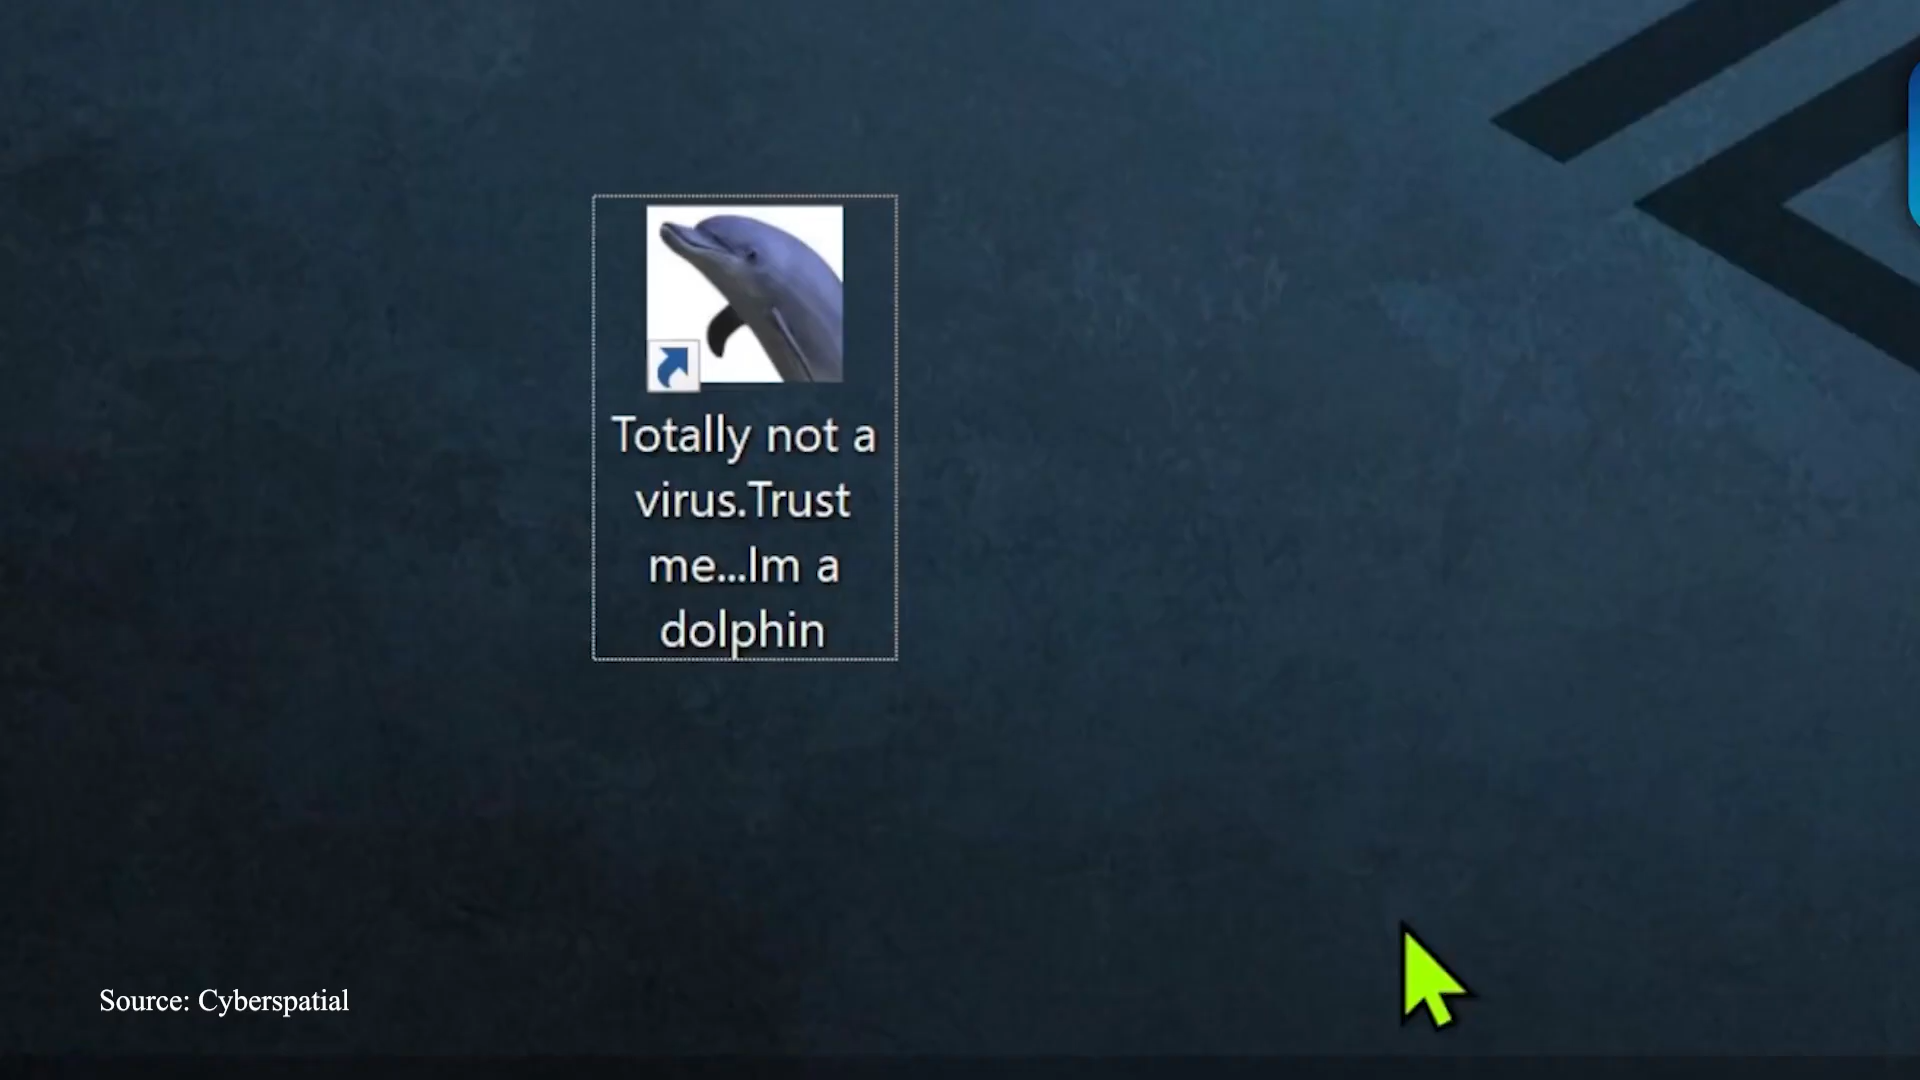 Totally not a
virus.Trust
me...Im a
dolphin
Source: Cyberspatial